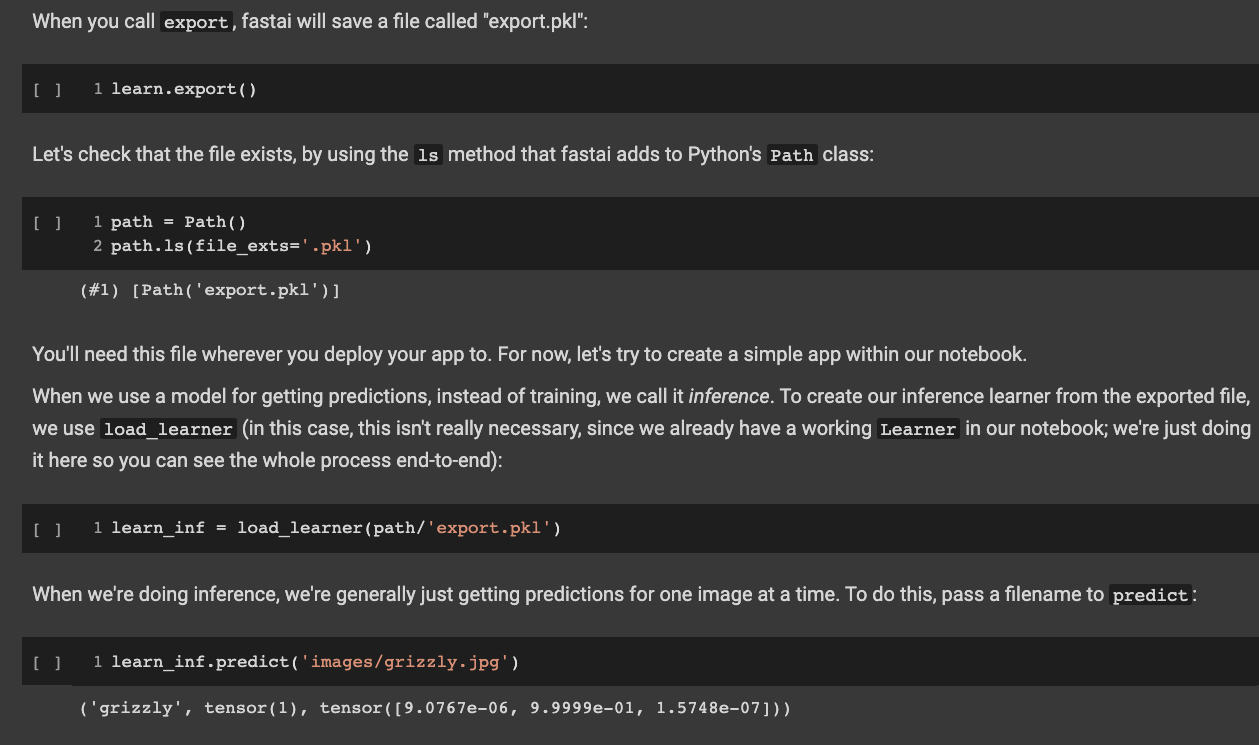 When you call export, fastai will save a file called "export.pkl":
[ ] 1 learn.export()
Let's check that the file exists, by using the ls method that fastai adds to Python's Path class:
[ ] 1 path = Path()
2 path.ls(file_exts='.pkl')
(#1) [Path('export.pkl')]
You'll need this file wherever you deploy your app to. For now, let's try to create a simple app within our notebook.
When we use a model for getting predictions, instead of training, we call it inference. To create our inference learner from the exported file,
we use load_learner (in this case, this isn't really necessary, since we already have a working Learner in our notebook; we're just doing
it here so you can see the whole process end-to-end):
[ ] 1 learn_inf = load_learner(path/'export.pkl')
When we're doing inference, we're generally just getting predictions for one image at a time. To do this, pass a filename to predict:
[ ] 1 learn_inf.predict('images/grizzly.jpg')
('grizzly', tensor(1), tensor([9.0767e-06, 9.9999e-01, 1.5748e-07]))